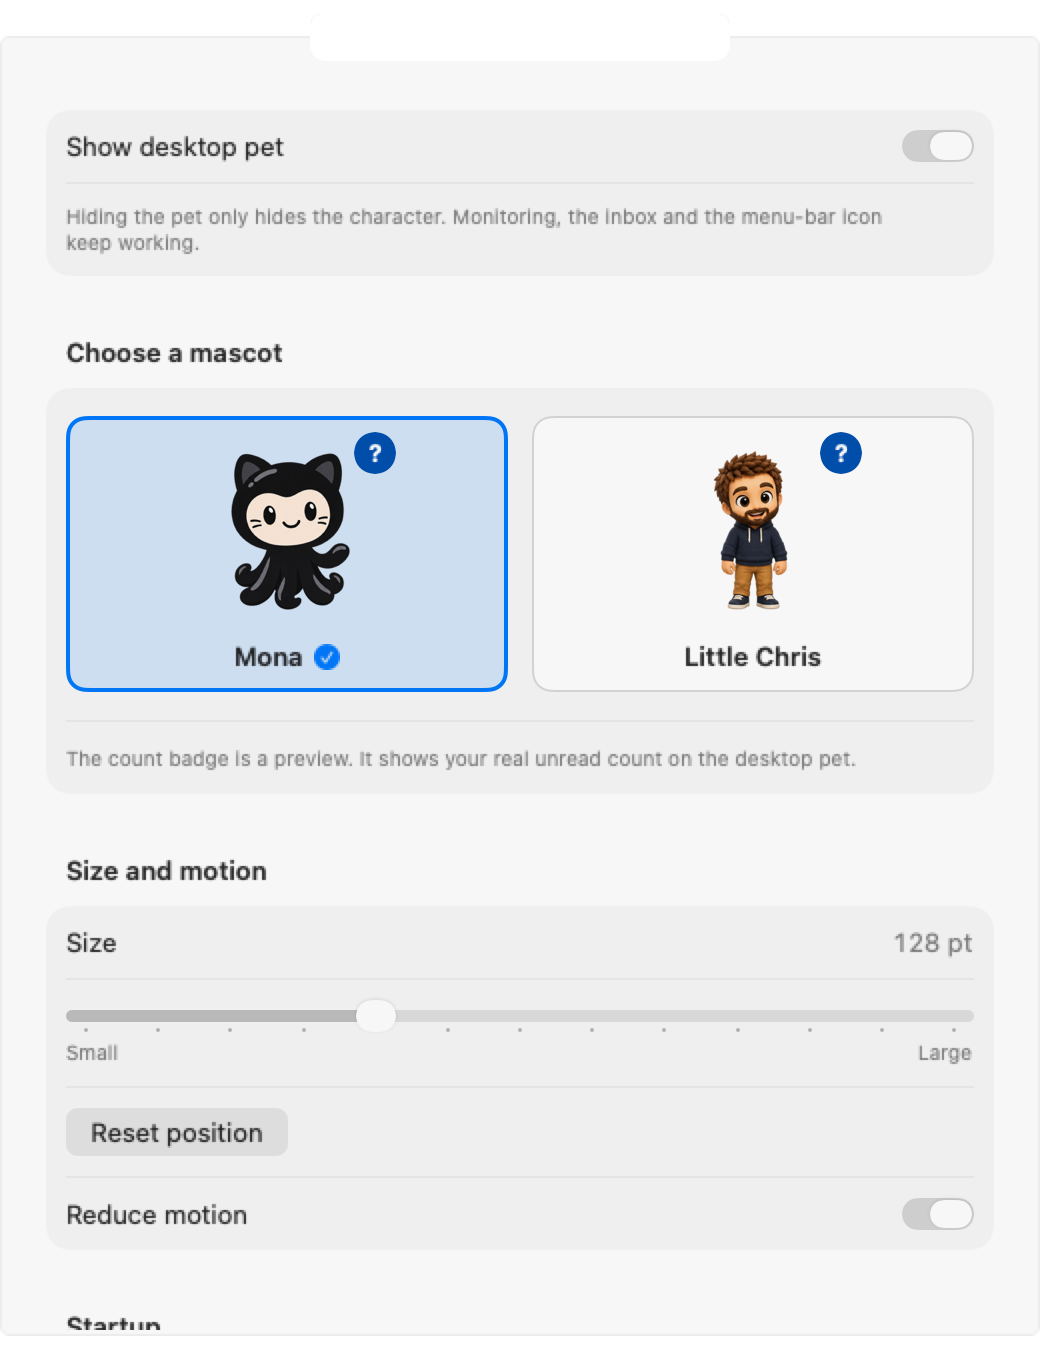 Show desktop pet
Hiding the pet only hides the character. Monitoring, the inbox and the menu-bar icon
keep working.
Choose a mascot
?
?
Mona
Little Chris
The count badge is a preview. It shows your real unread count on the desktop pet.
Size and motion
Size
128 pt
Small
Large
Reset position
Reduce motion
Startup